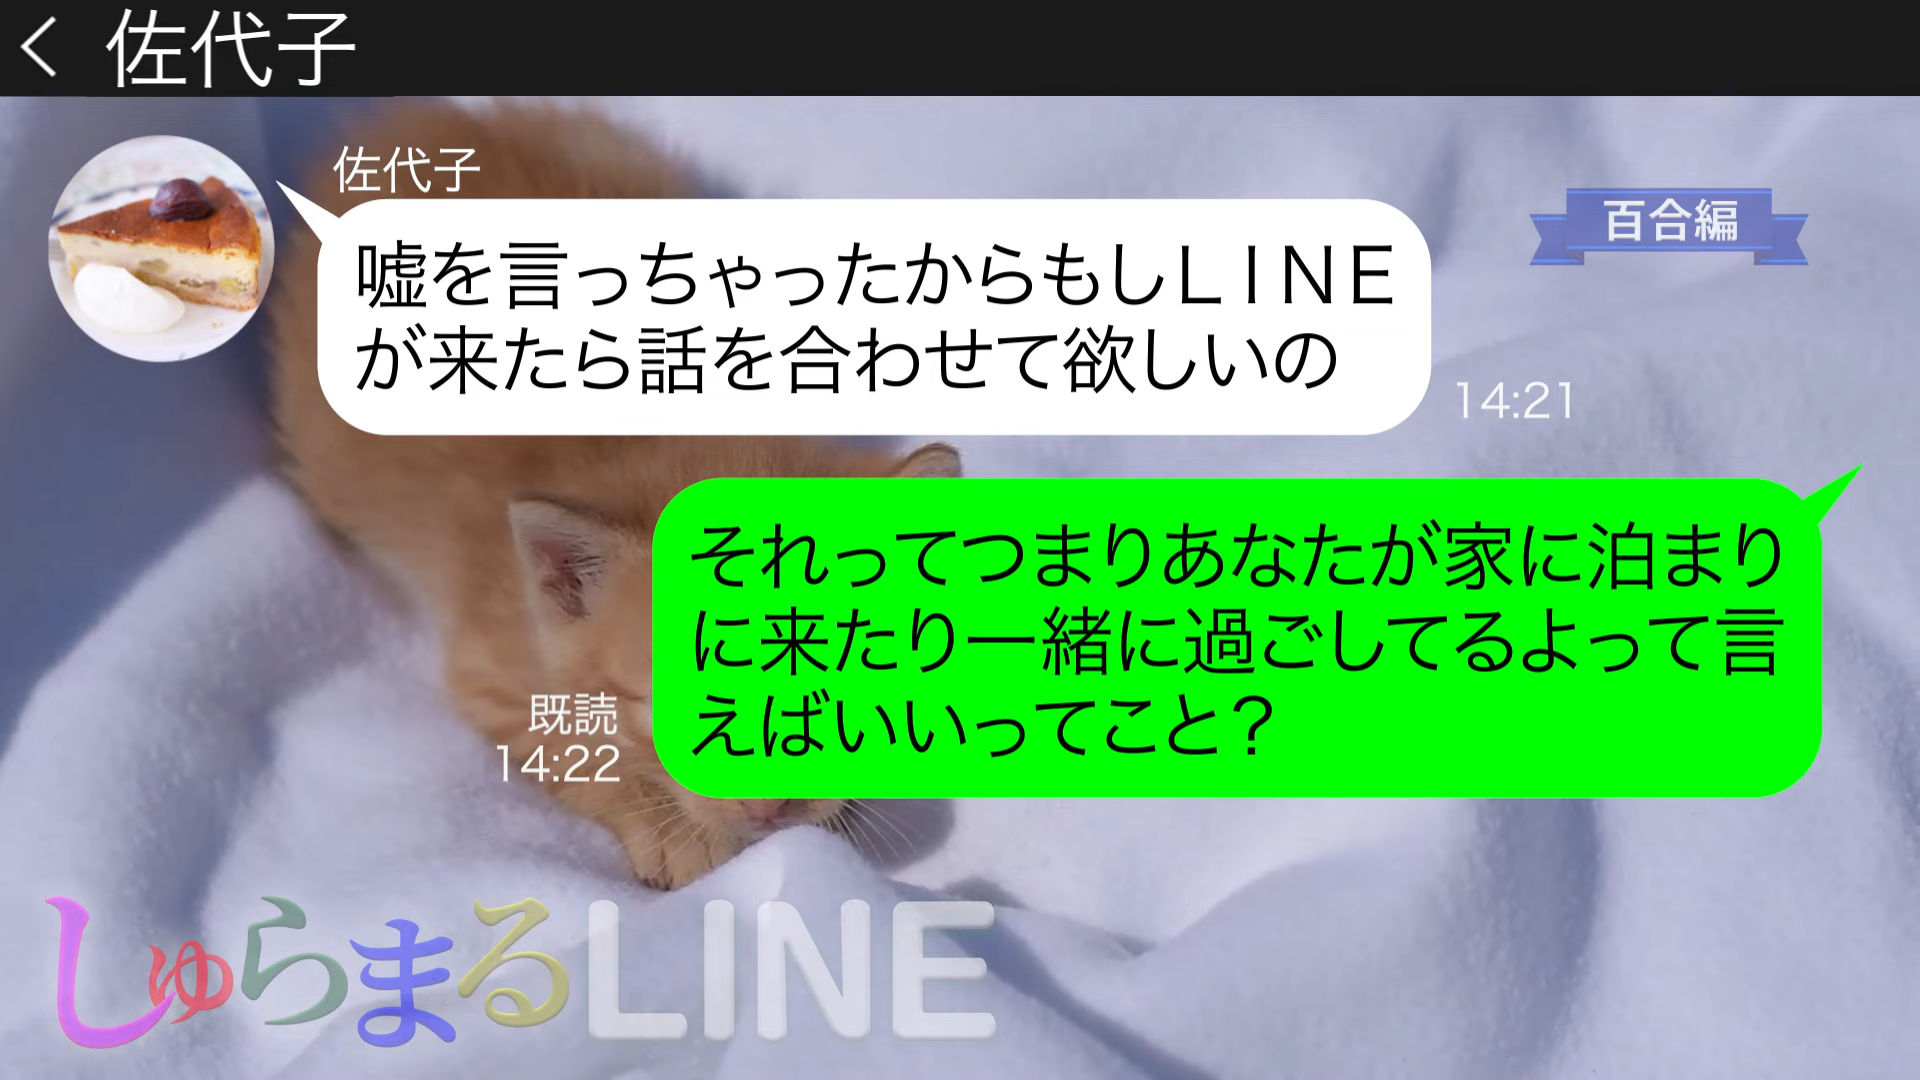 佐代子
佐代子
百合編
嘘を言っちゃったからもしLINE
が来たら話を合わせて欲しいの
14:21
それってつまりあなたが家に泊まり
に来たり一緒に過ごしてるよって言
えばいいってこと？
既読
14:22
しゅらまるLINE